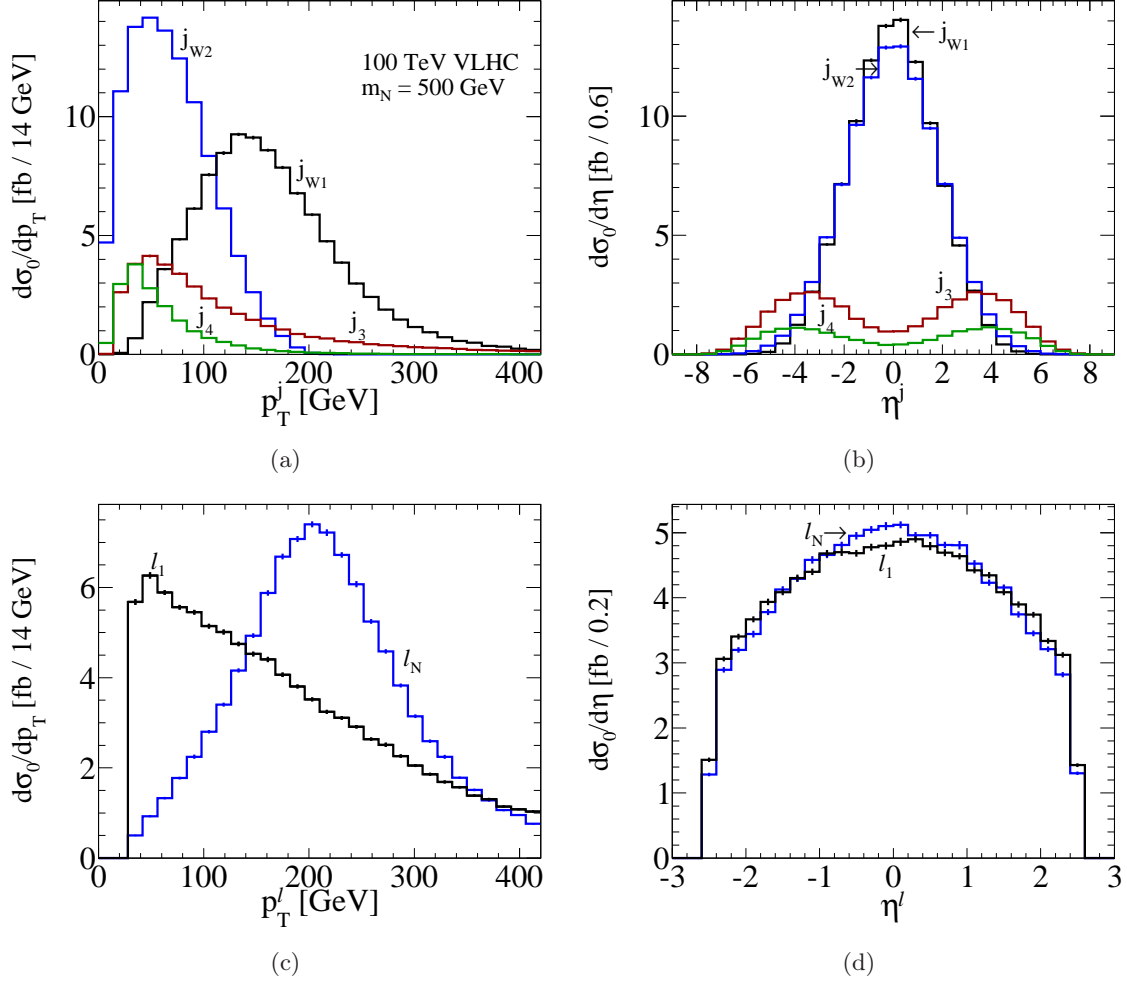 dσ₀/dp_T [fb / 14 GeV]
10
5
0
j_W2
100 TeV VLHC
m_N = 500 GeV
j_W1
j_4
j_3
0 100 200 300 400
p_T^j [GeV]
(a)
dσ₀/dη [fb / 0.6]
10
5
0
j_W1
j_W2
j_3
j_4
-8 -6 -4 -2 0 2 4 6 8
η^j
(b)
dσ₀/dp_T [fb / 14 GeV]
6
4
2
0
l_1
l_N
0 100 200 300 400
p_T^l [GeV]
(c)
dσ₀/dη [fb / 0.2]
5
4
3
2
1
0
l_N
l_1
-3 -2 -1 0 1 2 3
η^l
(d)